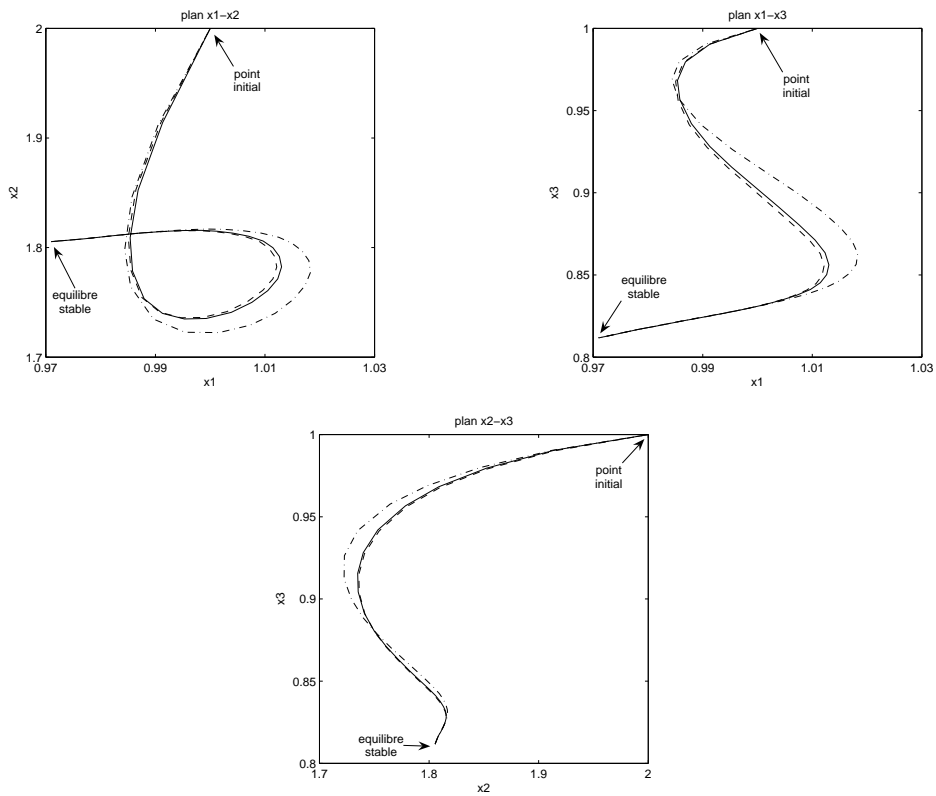 plan x1−x2
2
1.9
1.8
1.7
x2
0.97
0.99
1.01
1.03
x1
point
initial
equilibre
stable
plan x1−x3
1
0.95
0.9
0.85
0.8
x3
0.97
0.99
1.01
1.03
x1
point
initial
equilibre
stable
plan x2−x3
1
0.95
0.9
0.85
0.8
x3
1.7
1.8
1.9
2
x2
point
initial
equilibre
stable